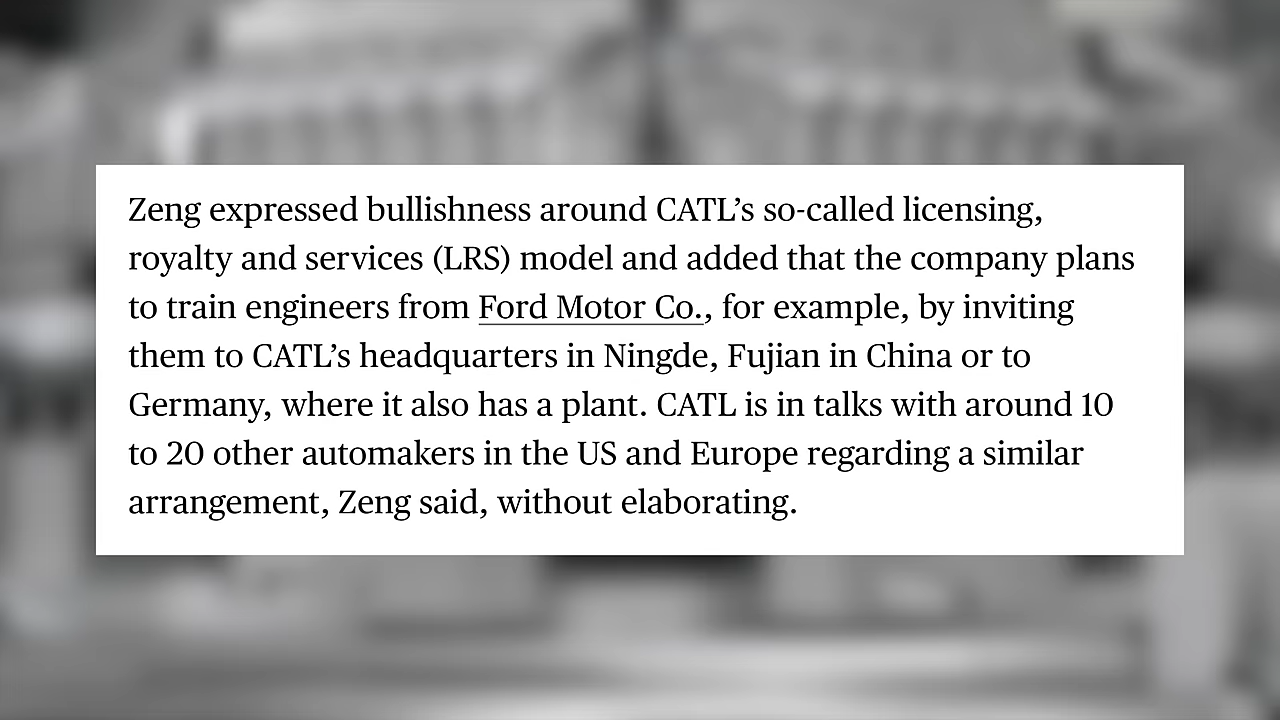 Zeng expressed bullishness around CATL’s so-called licensing,
royalty and services (LRS) model and added that the company plans
to train engineers from Ford Motor Co., for example, by inviting
them to CATL’s headquarters in Ningde, Fujian in China or to
Germany, where it also has a plant. CATL is in talks with around 10
to 20 other automakers in the US and Europe regarding a similar
arrangement, Zeng said, without elaborating.